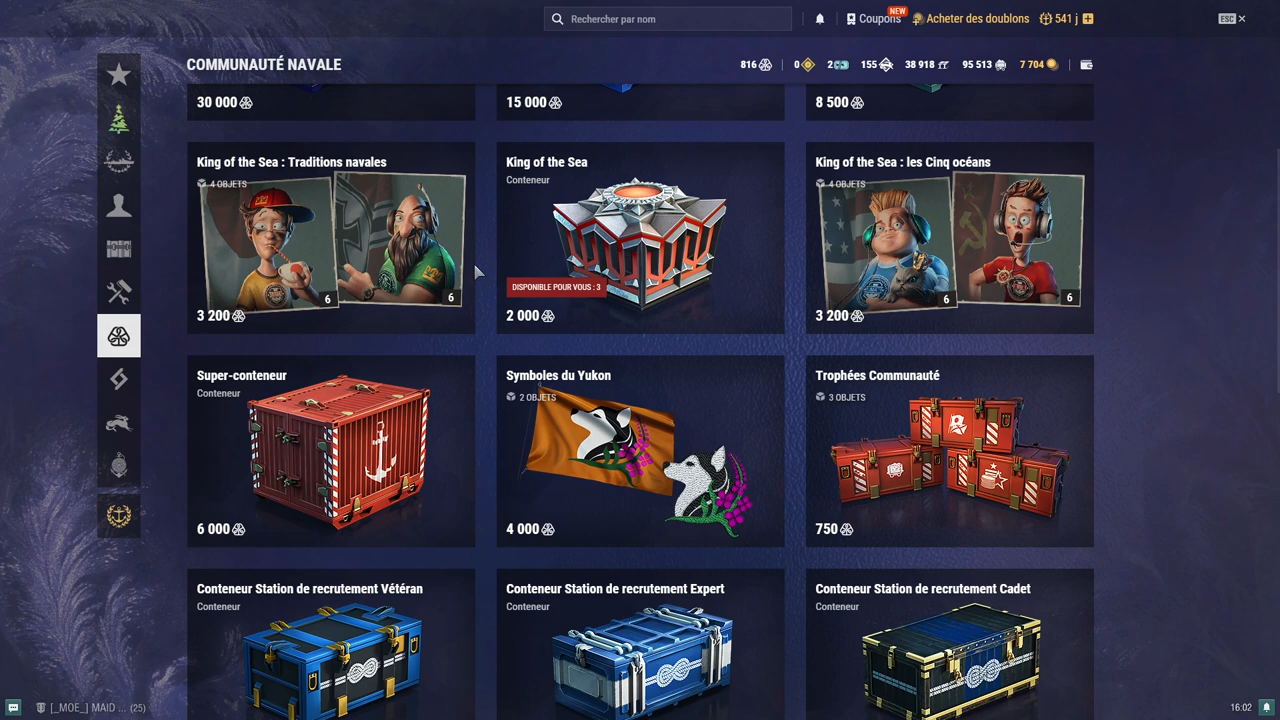 Rechercher par nom
NEW
Coupons
Acheter des doublons
541 j
ESC
COMMUNAUTÉ NAVALE
816
0
2
155
38 918
95 513
7 704
30 000
15 000
8 500
King of the Sea : Traditions navales
4 OBJETS
6
6
3 200
King of the Sea
Conteneur
DISPONIBLE POUR VOUS : 3
2 000
King of the Sea : les Cinq océans
4 OBJETS
6
6
3 200
Super-conteneur
Conteneur
6 000
Symboles du Yukon
2 OBJETS
4 000
Trophées Communauté
3 OBJETS
750
Conteneur Station de recrutement Vétéran
Conteneur
Conteneur Station de recrutement Expert
Conteneur
Conteneur Station de recrutement Cadet
Conteneur
[_MOE_] MAID ... (25)
16:02